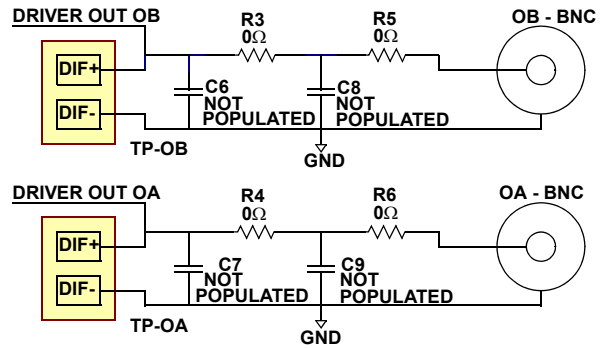 DRIVER OUT OB
R3
0Ω
R5
0Ω
OB - BNC
DIF+
DIF-
C6
NOT
POPULATED
C8
NOT
POPULATED
TP-OB
GND
DRIVER OUT OA
R4
0Ω
R6
0Ω
OA - BNC
DIF+
DIF-
C7
NOT
POPULATED
C9
NOT
POPULATED
TP-OA
GND